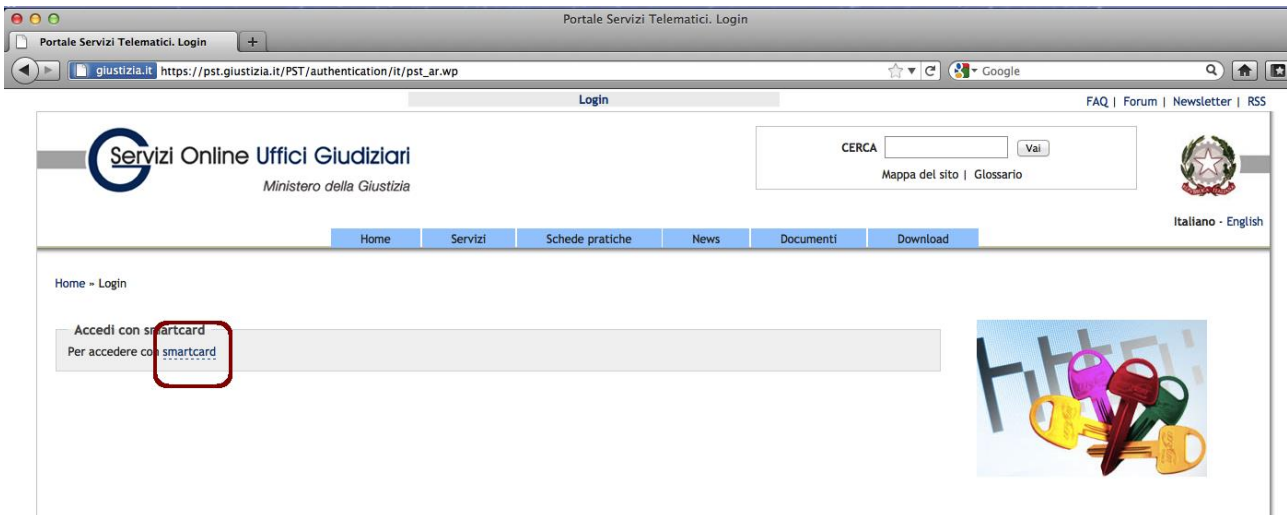 Portale Servizi Telematici. Login
Portale Servizi Telematici. Login +
giustizia.it https://pst.giustizia.it/PST/authentication/it/pst_ar.wp Google
Login
FAQ | Forum | Newsletter | RSS
Servizi Online Uffici Giudiziari
Ministero della Giustizia
CERCA Vai
Mappa del sito | Glossario
Italiano - English
Home Servizi Schede pratiche News Documenti Download
Home » Login
Accedi con smartcard
Per accedere con smartcard